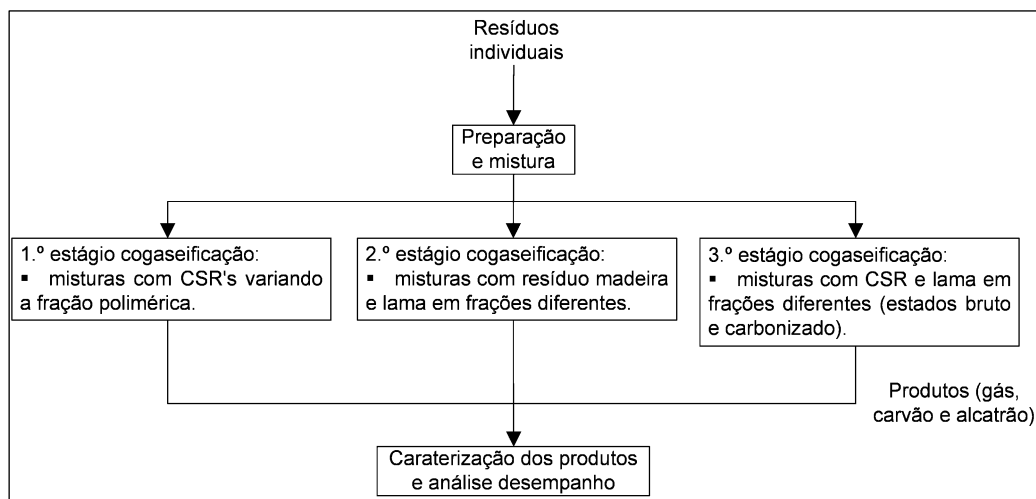 Resíduos
individuais
Preparação
e mistura
1.º estágio cogaseificação:
▪ misturas com CSR's variando
a fração polimérica.
2.º estágio cogaseificação:
▪ misturas com resíduo madeira
e lama em frações diferentes.
3.º estágio cogaseificação:
▪ misturas com CSR e lama em
frações diferentes (estados bruto
e carbonizado).
Produtos (gás,
carvão e alcatrão)
Caraterização dos produtos
e análise desempanho